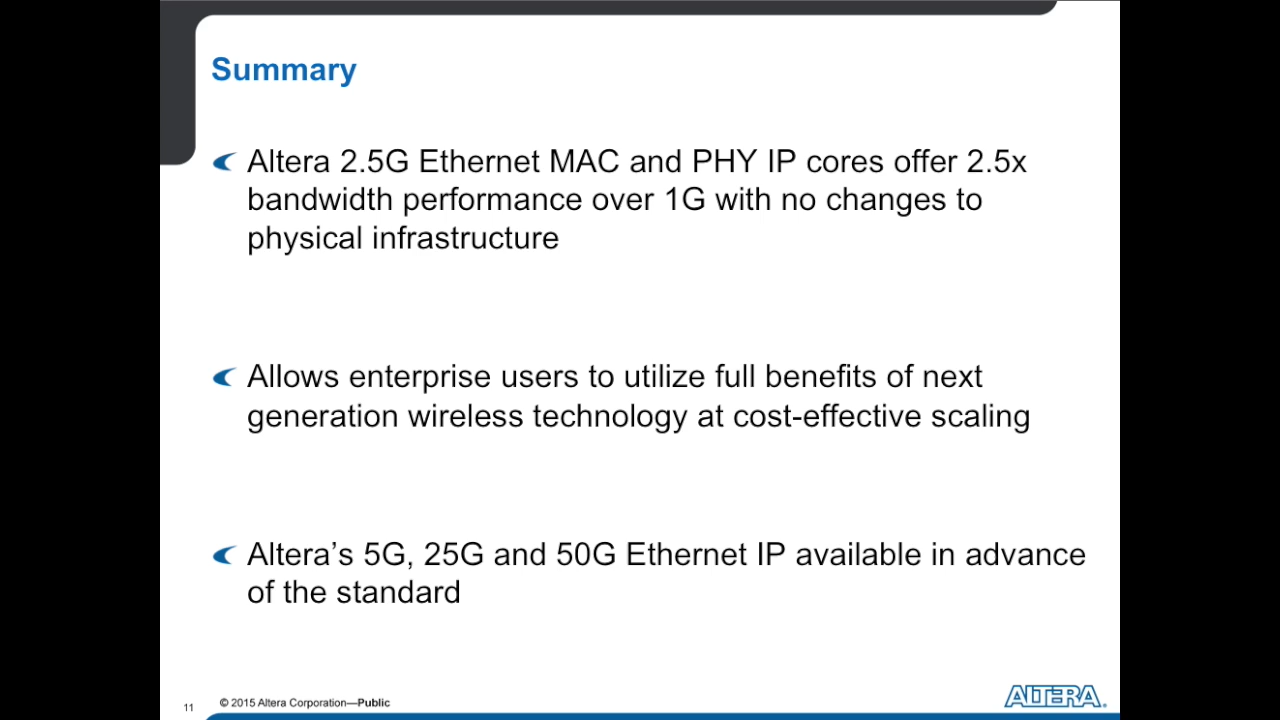 Summary
Altera 2.5G Ethernet MAC and PHY IP cores offer 2.5x
bandwidth performance over 1G with no changes to
physical infrastructure
Allows enterprise users to utilize full benefits of next
generation wireless technology at cost-effective scaling
Altera’s 5G, 25G and 50G Ethernet IP available in advance
of the standard
11
© 2015 Altera Corporation—Public
ALTERA®